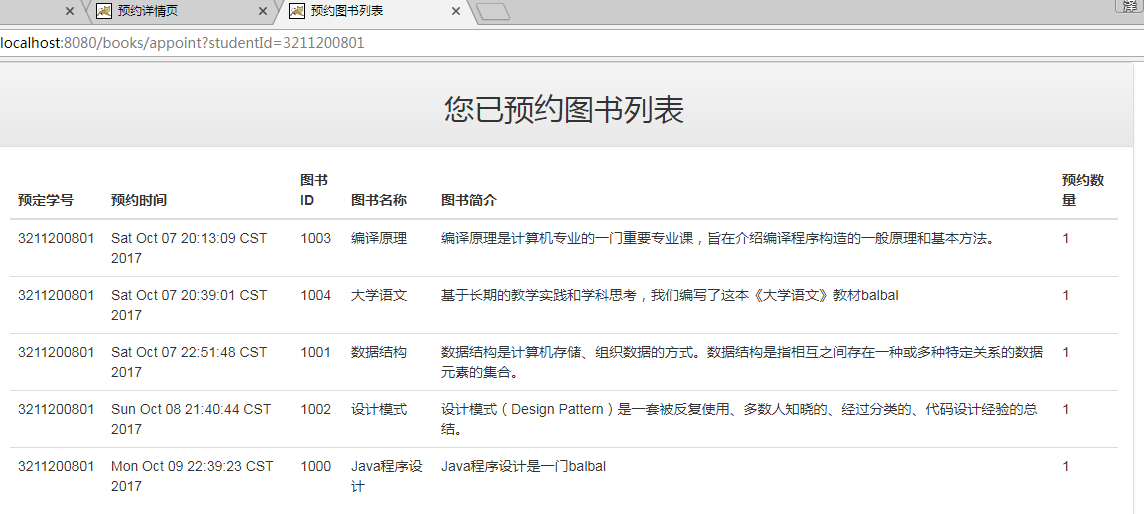 预约详情页 预约图书列表
泽
localhost:8080/books/appoint?studentId=3211200801
您已预约图书列表
预定学号 预约时间 图书ID 图书名称 图书简介 预约数量
3211200801 Sat Oct 07 20:13:09 CST 1003 编译原理 编译原理是计算机专业的一门重要专业课，旨在介绍编译程序构造的一般原理和基本方法。 1
2017
3211200801 Sat Oct 07 20:39:01 CST 1004 大学语文 基于长期的教学实践和学科思考，我们编写了这本《大学语文》教材balbal 1
2017
3211200801 Sat Oct 07 22:51:48 CST 1001 数据结构 数据结构是计算机存储、组织数据的方式。数据结构是指相互之间存在一种或多种特定关系的数据 1
2017 元素的集合。
3211200801 Sun Oct 08 21:40:44 CST 1002 设计模式 设计模式（Design Pattern）是一套被反复使用、多数人知晓的、经过分类的、代码设计经验的总 1
2017 结。
3211200801 Mon Oct 09 22:39:23 CST 1000 Java程序设 Java程序设计是一门balbal 1
2017 计